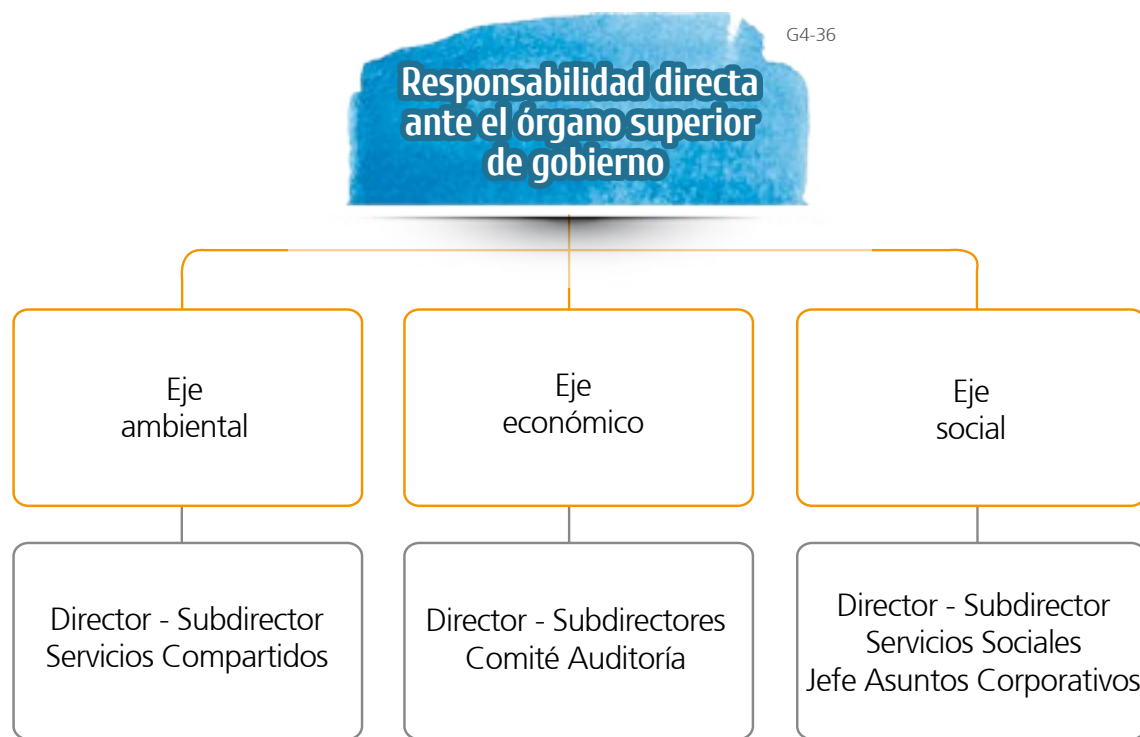 G4-36
Responsabilidad directa
ante el órgano superior
de gobierno
Eje
ambiental
Eje
económico
Eje
social
Director - Subdirector
Servicios Compartidos
Director - Subdirectores
Comité Auditoría
Director - Subdirector
Servicios Sociales
Jefe Asuntos Corporativos